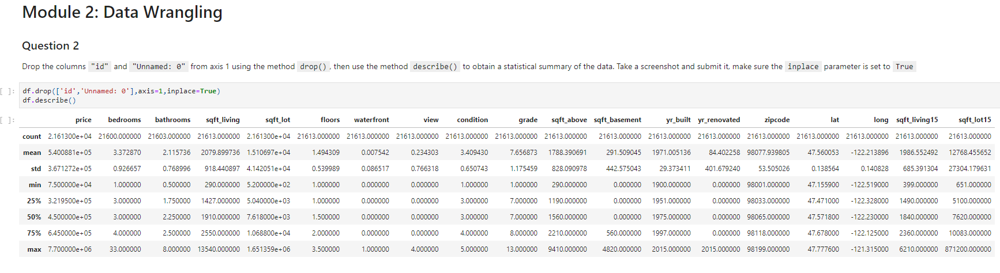 Module 2: Data Wrangling
Question 2
Drop the columns "id" and "Unnamed: 0" from axis 1 using the method drop() , then use the method describe() to obtain a statistical summary of the data. Take a screenshot and submit it, make sure the inplace parameter is set to True
[ ]: df.drop(['id','Unnamed: 0'],axis=1,inplace=True)
df.describe()
[ ]: price bedrooms bathrooms sqft_living sqft_lot floors waterfront view condition grade sqft_above sqft_basement yr_built yr_renovated zipcode lat long sqft_living15 sqft_lot15
count 2.161300e+04 21600.000000 21603.000000 21613.000000 2.161300e+04 21613.000000 21613.000000 21613.000000 21613.000000 21613.000000 21613.000000 21613.000000 21613.000000 21613.000000 21613.000000 21613.000000 21613.000000 21613.000000 21613.000000
mean 5.400881e+05 3.372870 2.115736 2079.899736 1.510697e+04 1.494309 0.007542 0.234303 3.409430 7.656873 1788.390691 291.509045 1971.005136 84.402258 98077.939805 47.560053 -122.213896 1986.552492 12768.455652
std 3.671272e+05 0.926657 0.768996 918.440897 4.142051e+04 0.539989 0.086517 0.766318 0.650743 1.175459 828.090978 442.575043 29.373411 401.679240 53.505026 0.138564 0.140828 685.391304 27304.179631
min 7.500000e+04 1.000000 0.500000 290.000000 5.200000e+02 1.000000 0.000000 0.000000 1.000000 1.000000 290.000000 0.000000 1900.000000 0.000000 98001.000000 47.155900 -122.519000 399.000000 651.000000
25% 3.219500e+05 3.000000 1.750000 1427.000000 5.040000e+03 1.000000 0.000000 0.000000 3.000000 7.000000 1190.000000 0.000000 1951.000000 0.000000 98033.000000 47.471000 -122.328000 1490.000000 5100.000000
50% 4.500000e+05 3.000000 2.250000 1910.000000 7.618000e+03 1.500000 0.000000 0.000000 3.000000 7.000000 1560.000000 0.000000 1975.000000 0.000000 98065.000000 47.571800 -122.230000 1840.000000 7620.000000
75% 6.450000e+05 4.000000 2.500000 2550.000000 1.068800e+04 2.000000 0.000000 0.000000 4.000000 8.000000 2210.000000 560.000000 1997.000000 0.000000 98118.000000 47.678000 -122.125000 2360.000000 10083.000000
max 7.700000e+06 33.000000 8.000000 13540.000000 1.651359e+06 3.500000 1.000000 4.000000 5.000000 13.000000 9410.000000 4820.000000 2015.000000 2015.000000 98199.000000 47.777600 -121.315000 6210.000000 871200.000000